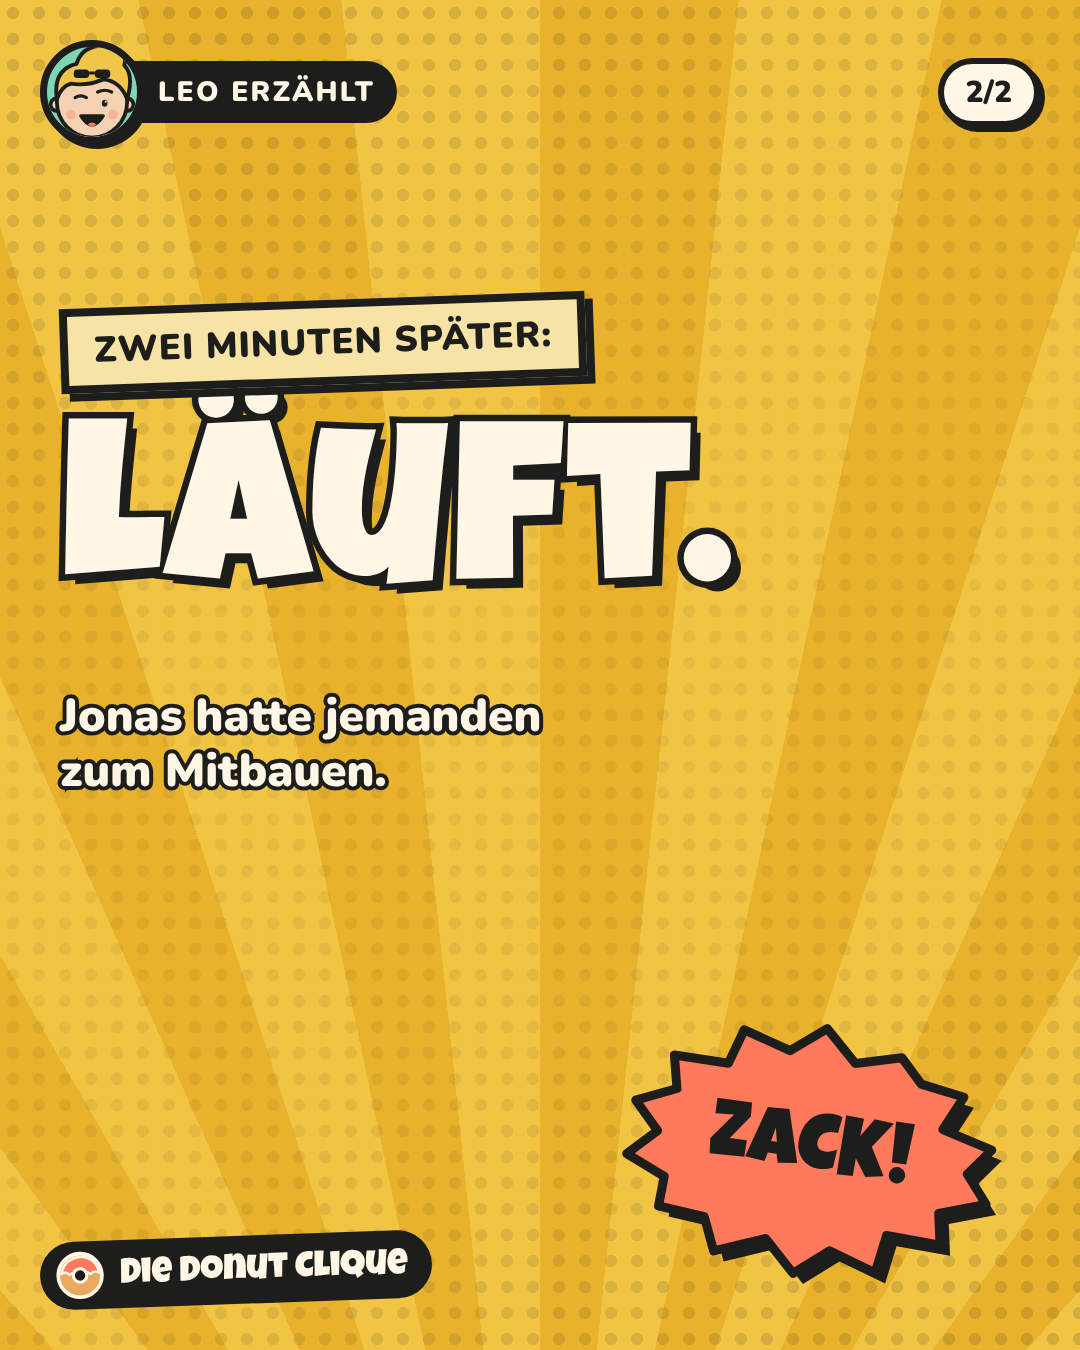 LEO ERZÄHLT
2/2
ZWEI MINUTEN SPÄTER:
LÄUFT.
Jonas hatte jemanden
zum Mitbauen.
ZACK!
DIE DONUT CLIQUE